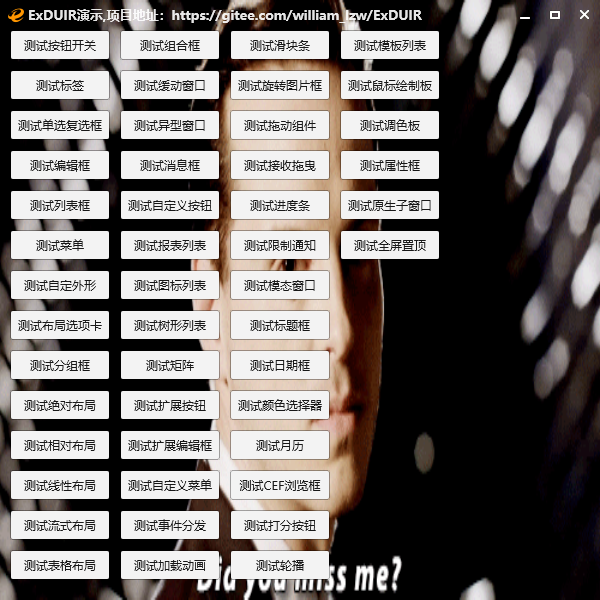 ExDUIR演示,项目地址：https://gitee.com/william_lzw/ExDUIR
测试按钮开关 测试组合框 测试滑块条 测试模板列表
测试标签 测试缓动窗口 测试旋转图片框 测试鼠标绘制板
测试单选复选框 测试异型窗口 测试拖动组件 测试调色板
测试编辑框 测试消息框 测试接收拖曳 测试属性框
测试列表框 测试自定义按钮 测试进度条 测试原生子窗口
测试菜单 测试报表列表 测试限制通知 测试全屏置顶
测试自定外形 测试图标列表 测试模态窗口
测试布局选项卡 测试树形列表 测试标题框
测试分组框 测试矩阵 测试日期框
测试绝对布局 测试扩展按钮 测试颜色选择器
测试相对布局 测试扩展编辑框 测试月历
测试线性布局 测试自定义菜单 测试CEF浏览框
测试流式布局 测试事件分发 测试打分按钮
测试表格布局 测试加载动画 测试轮播
Did you miss me?